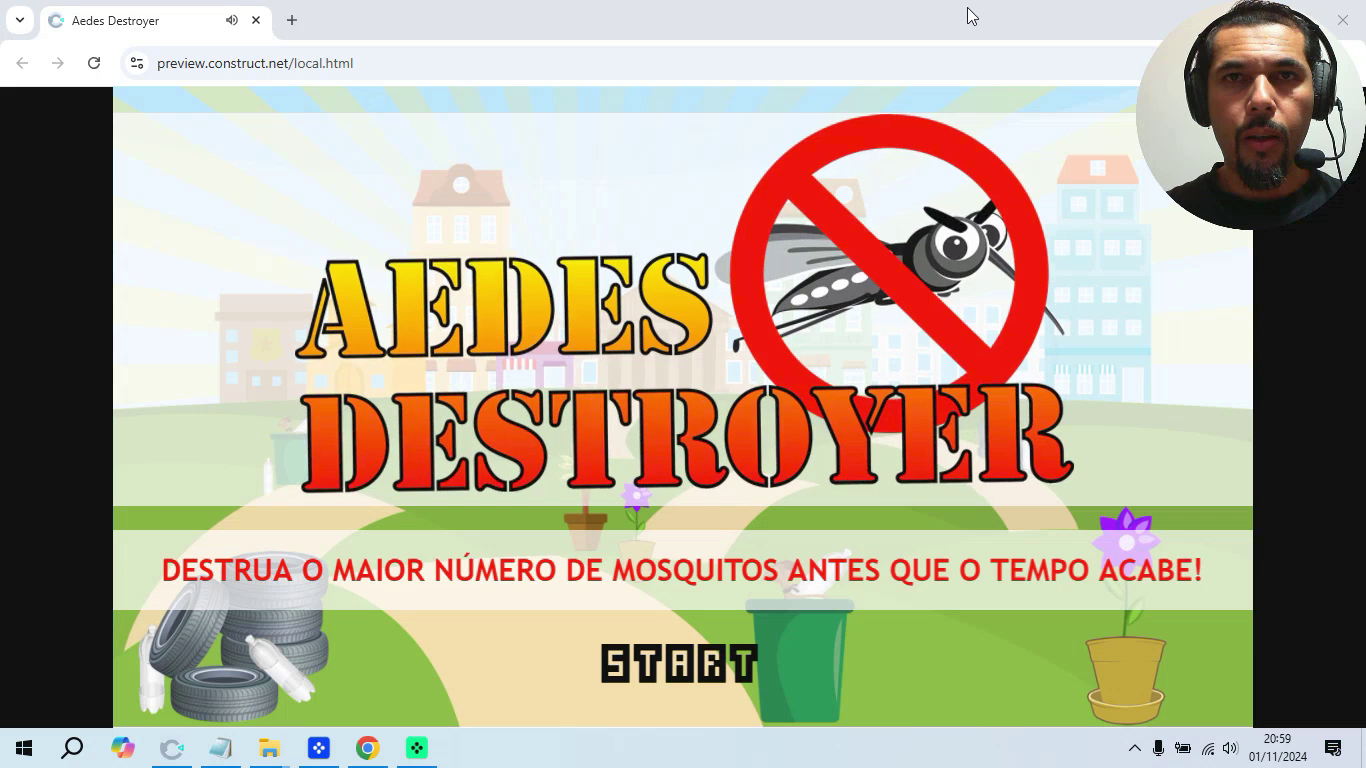 Aedes Destroyer
preview.construct.net/local.html
AEDES
DESTROYER
DESTRUA O MAIOR NÚMERO DE MOSQUITOS ANTES QUE O TEMPO ACABE!
START
20:59
01/11/2024